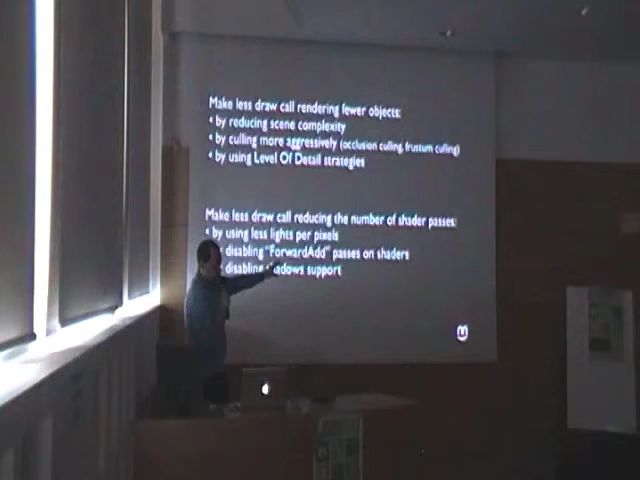 Make less draw call rendering fewer objects:
• by reducing scene complexity
• by culling more aggressively (occlusion culling, frustum culling)
• by using Level Of Detail strategies
Make less draw call reducing the number of shader passes:
• by using less lights per pixels
disabling "ForwardAdd" passes on shaders
disabling shadows support